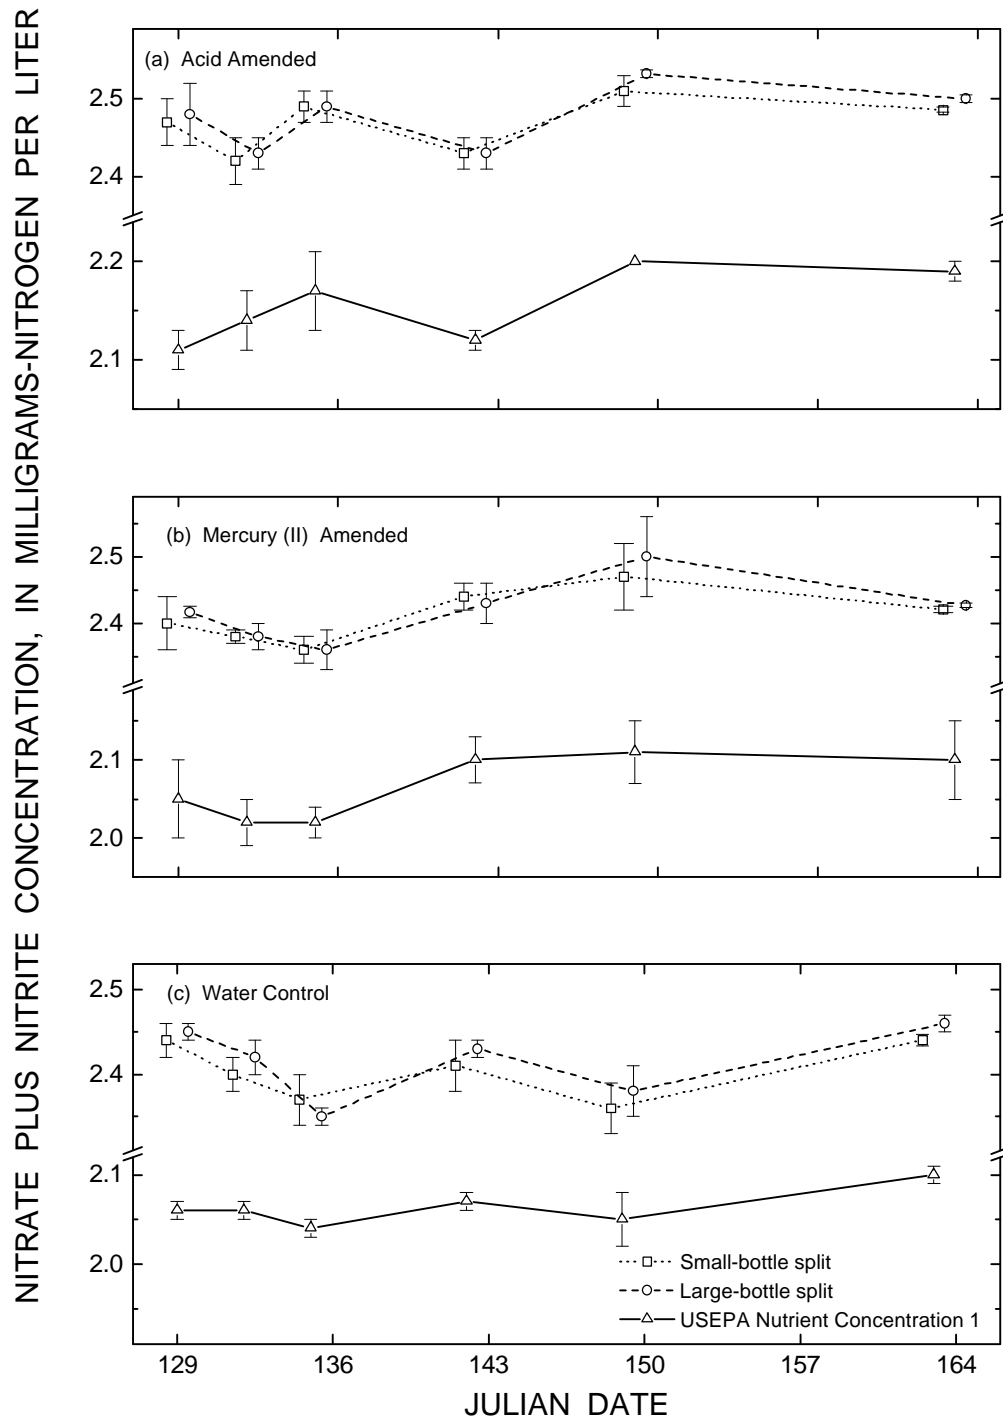 NITRATE PLUS NITRITE CONCENTRATION, IN MILLIGRAMS-NITROGEN PER LITER
(a) Acid Amended
2.5
2.4
2.2
2.1
(b) Mercury (II) Amended
2.5
2.4
2.1
2.0
(c) Water Control
2.5
2.4
2.1
2.0
Small-bottle split
Large-bottle split
USEPA Nutrient Concentration 1
129 136 143 150 157 164
JULIAN DATE